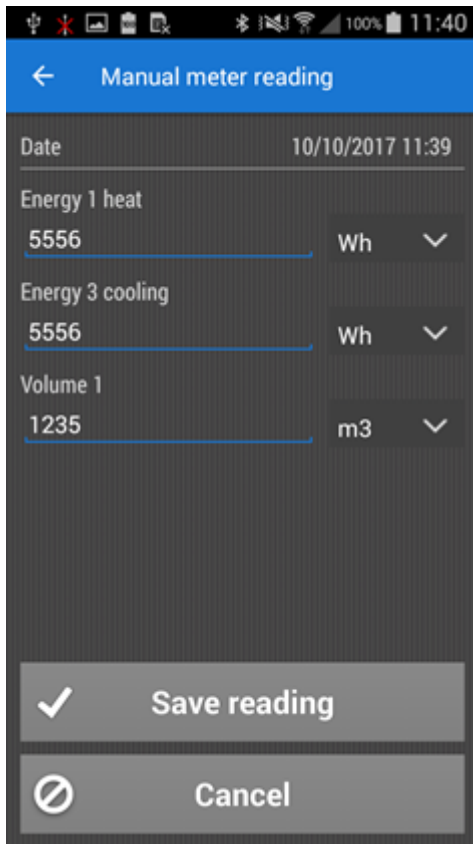 100% 11:40
Manual meter reading
Date 10/10/2017 11:39
Energy 1 heat
5556 Wh
Energy 3 cooling
5556 Wh
Volume 1
1235 m3
Save reading
Cancel